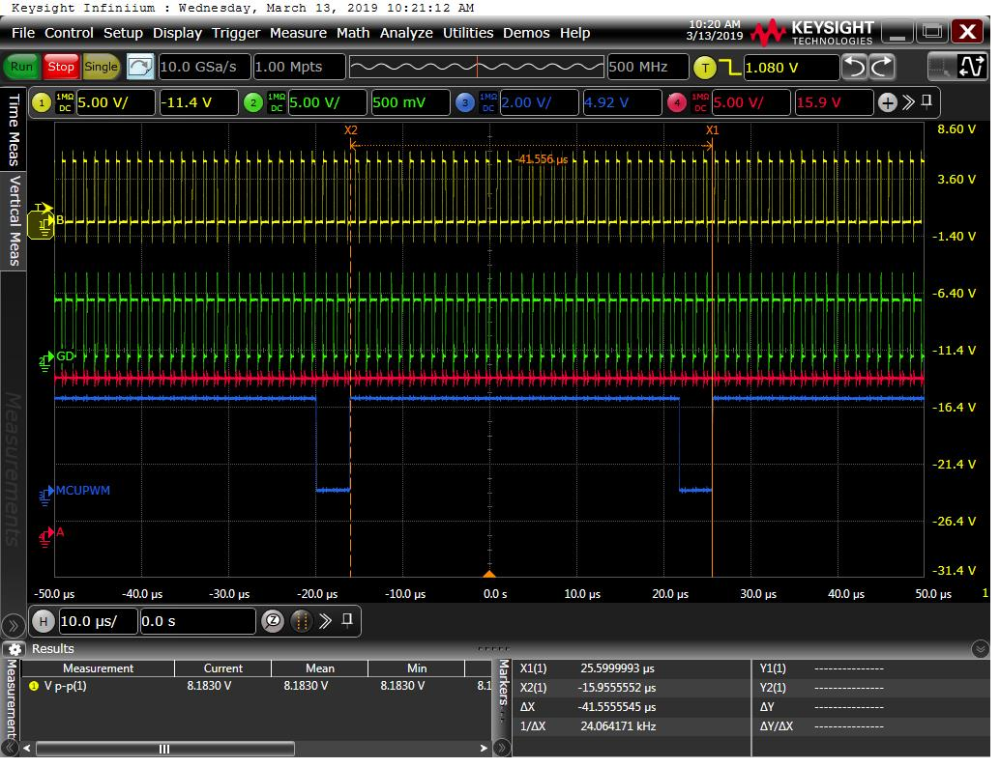 Keysight Infiniium : Wednesday, March 13, 2019 10:21:12 AM
File Control Setup Display Trigger Measure Math Analyze Utilities Demos Help
10:20 AM
3/13/2019
KEYSIGHT
TECHNOLOGIES
X
Run Stop Single 10.0 GSa/s 1.00 Mpts 500 MHz T 1.080 V
1 1MΩ DC 5.00 V/ -11.4 V 2 1MΩ DC 5.00 V/ 500 mV 3 1MΩ DC 2.00 V/ 4.92 V 4 1MΩ DC 5.00 V/ 15.9 V
Time Meas
Vertical Meas
Measurements
X2 X1
-41.556 µs
8.60 V
3.60 V
-1.40 V
-6.40 V
-11.4 V
-16.4 V
-21.4 V
-26.4 V
-31.4 V
T
1 B
2 GD
3 MCUPWM
4 A
-50.0 µs -40.0 µs -30.0 µs -20.0 µs -10.0 µs 0.0 s 10.0 µs 20.0 µs 30.0 µs 40.0 µs 50.0 µs 1
H 10.0 µs/ 0.0 s Z
Results
Measurement Current Mean Min
1 V p-p(1) 8.1830 V 8.1830 V 8.1830 V 8.1
Measurement
Markers
X1(1) 25.5999993 µs Y1(1) ---------------
X2(1) -15.9555552 µs Y2(1) ---------------
ΔX -41.5555545 µs ΔY ---------------
1/ΔX 24.064171 kHz ΔY/ΔX ---------------